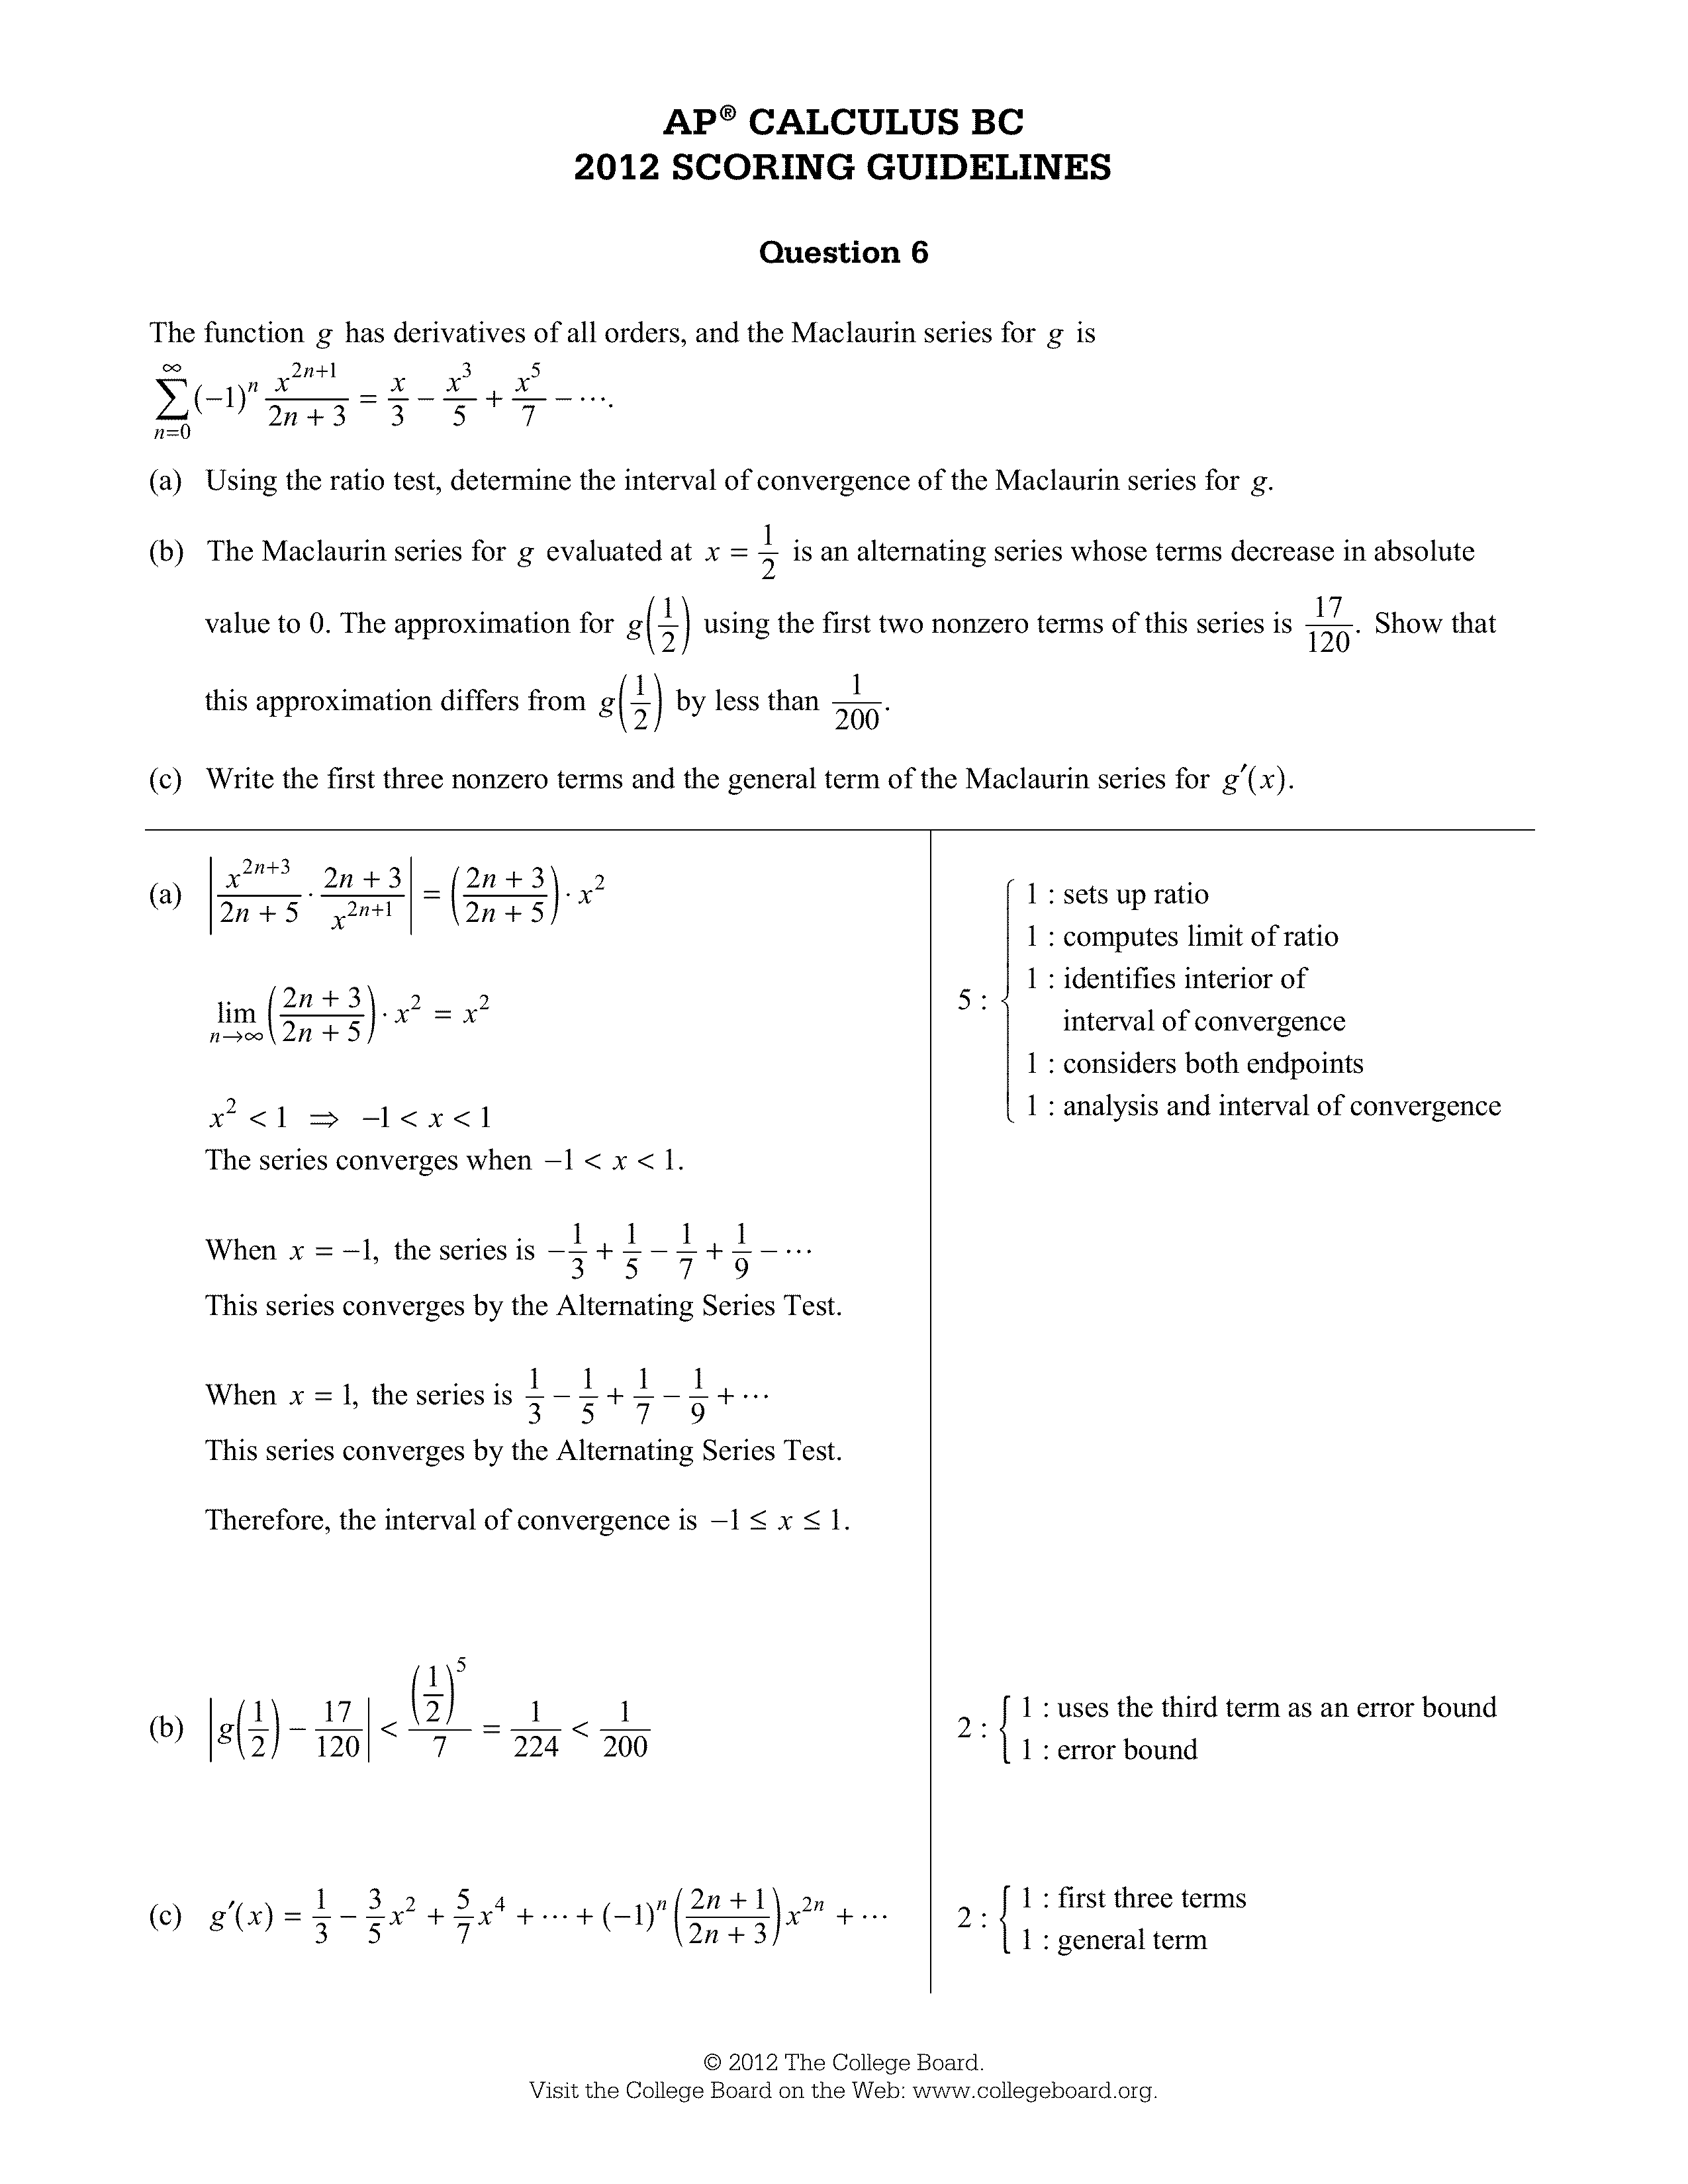 AP® CALCULUS BC
2012 SCORING GUIDELINES
Question 6
The function g has derivatives of all orders, and the Maclaurin series for g is
$\sum_{n=0}^{\infty} (-1)^n \frac{x^{2n+1}}{2n+3} = \frac{x}{3} - \frac{x^3}{5} + \frac{x^5}{7} - \cdots.$
(a) Using the ratio test, determine the interval of convergence of the Maclaurin series for g.
(b) The Maclaurin series for g evaluated at $x = \frac{1}{2}$ is an alternating series whose terms decrease in absolute
value to 0. The approximation for $g\left(\frac{1}{2}\right)$ using the first two nonzero terms of this series is $\frac{17}{120}$. Show that
this approximation differs from $g\left(\frac{1}{2}\right)$ by less than $\frac{1}{200}$.
(c) Write the first three nonzero terms and the general term of the Maclaurin series for $g'(x)$.
(a) $\left|\frac{x^{2n+3}}{2n+5} \cdot \frac{2n+3}{x^{2n+1}}\right| = \left(\frac{2n+3}{2n+5}\right) \cdot x^2$
$\lim_{n\to\infty} \left(\frac{2n+3}{2n+5}\right) \cdot x^2 = x^2$
$x^2 < 1 \Rightarrow -1 < x < 1$
The series converges when $-1 < x < 1$.
When $x = -1$, the series is $-\frac{1}{3} + \frac{1}{5} - \frac{1}{7} + \frac{1}{9} - \cdots$
This series converges by the Alternating Series Test.
When $x = 1$, the series is $\frac{1}{3} - \frac{1}{5} + \frac{1}{7} - \frac{1}{9} + \cdots$
This series converges by the Alternating Series Test.
Therefore, the interval of convergence is $-1 \le x \le 1$.
5 :
1 : sets up ratio
1 : computes limit of ratio
1 : identifies interior of
interval of convergence
1 : considers both endpoints
1 : analysis and interval of convergence
(b) $\left|g\left(\frac{1}{2}\right) - \frac{17}{120}\right| < \frac{\left(\frac{1}{2}\right)^5}{7} = \frac{1}{224} < \frac{1}{200}$
2 :
1 : uses the third term as an error bound
1 : error bound
(c) $g'(x) = \frac{1}{3} - \frac{3}{5}x^2 + \frac{5}{7}x^4 + \cdots + (-1)^n \left(\frac{2n+1}{2n+3}\right) x^{2n} + \cdots$
2 :
1 : first three terms
1 : general term
© 2012 The College Board.
Visit the College Board on the Web: www.collegeboard.org.